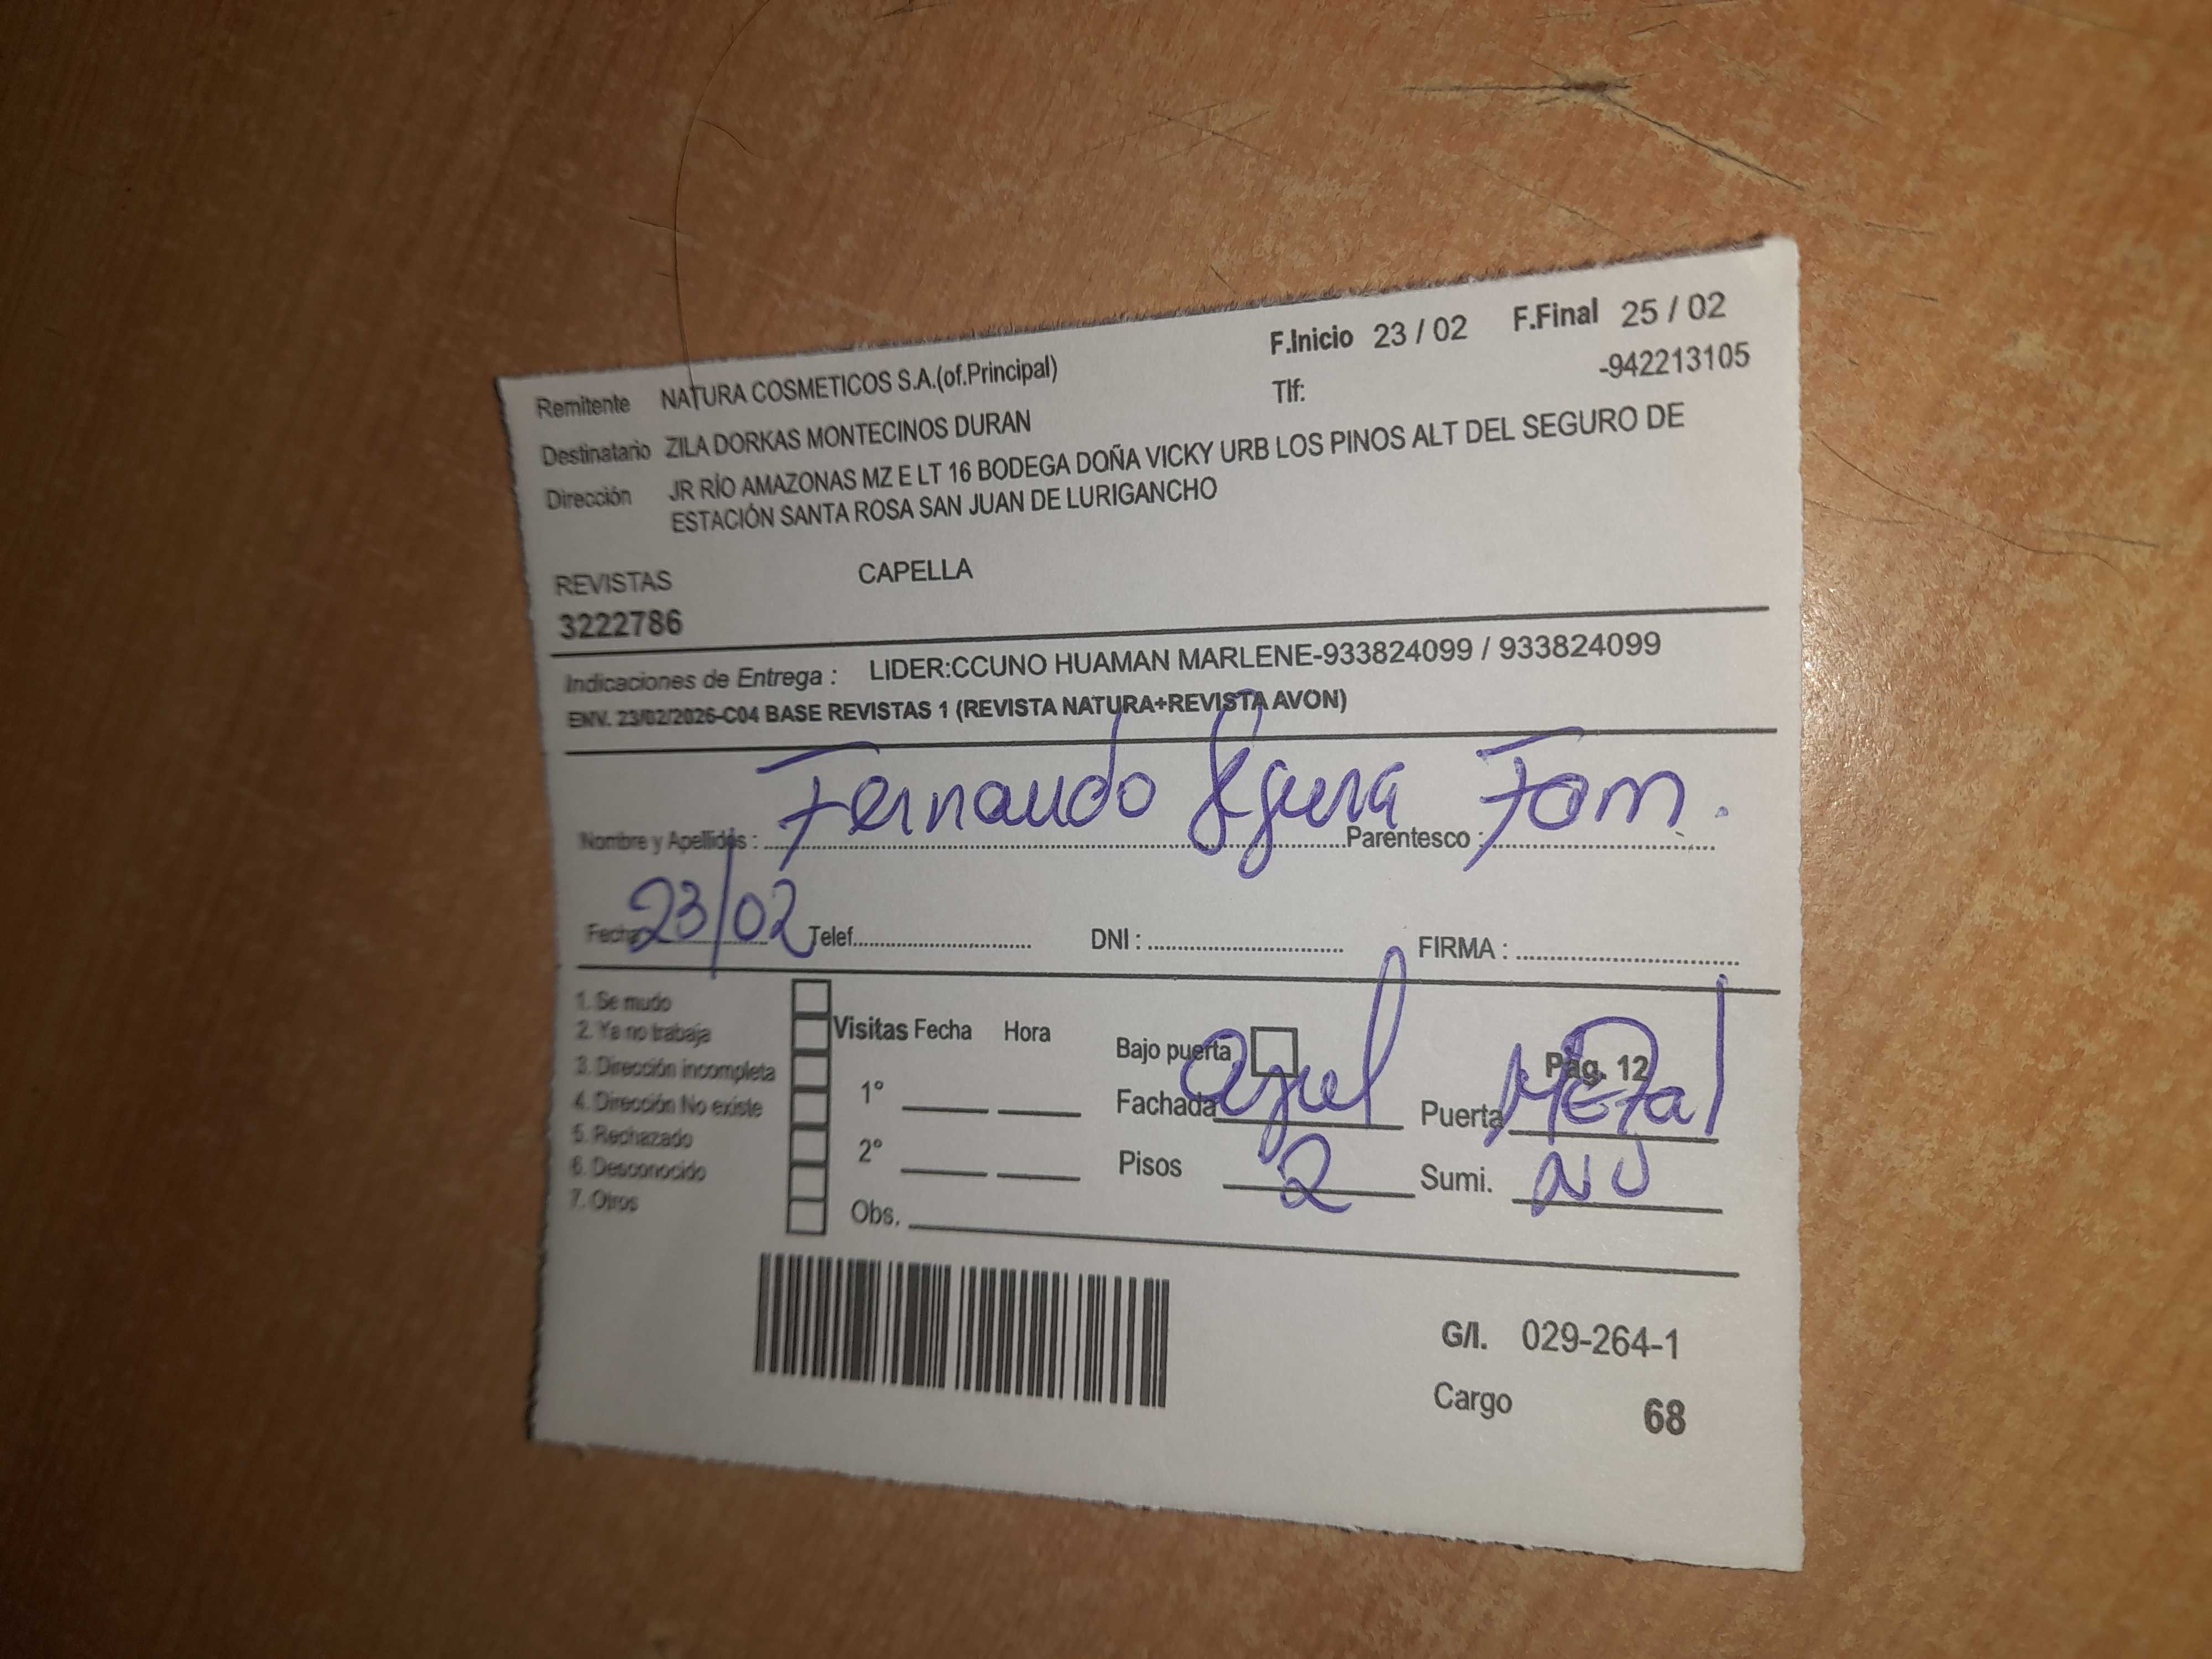 F.Inicio 23 / 02 F.Final 25 / 02
Remitente NATURA COSMETICOS S.A.(of.Principal) Tlf: -942213105
Destinatario ZILA DORKAS MONTECINOS DURAN
Dirección JR RÍO AMAZONAS MZ E LT 16 BODEGA DOÑA VICKY URB LOS PINOS ALT DEL SEGURO DE
ESTACIÓN SANTA ROSA SAN JUAN DE LURIGANCHO
REVISTAS CAPELLA
3222786
Indicaciones de Entrega : LIDER:CCUNO HUAMAN MARLENE-933824099 / 933824099
ENV. 23/02/2026-C04 BASE REVISTAS 1 (REVISTA NATURA+REVISTA AVON)
Nombre y Apellidos : Fernando Parentesco : Fam.
Fecha 23/02 Telef. DNI : FIRMA :
1. Se mudo
2. Ya no trabaja
3. Dirección incompleta
4. Dirección No existe
5. Rechazado
6. Desconocido
7. Otros
Visitas Fecha Hora
1°
2°
Obs.
Bajo puerta Pág. 12
Fachada azul Puerta Metal
Pisos 2 Sumi. NO
G/I. 029-264-1
Cargo 68